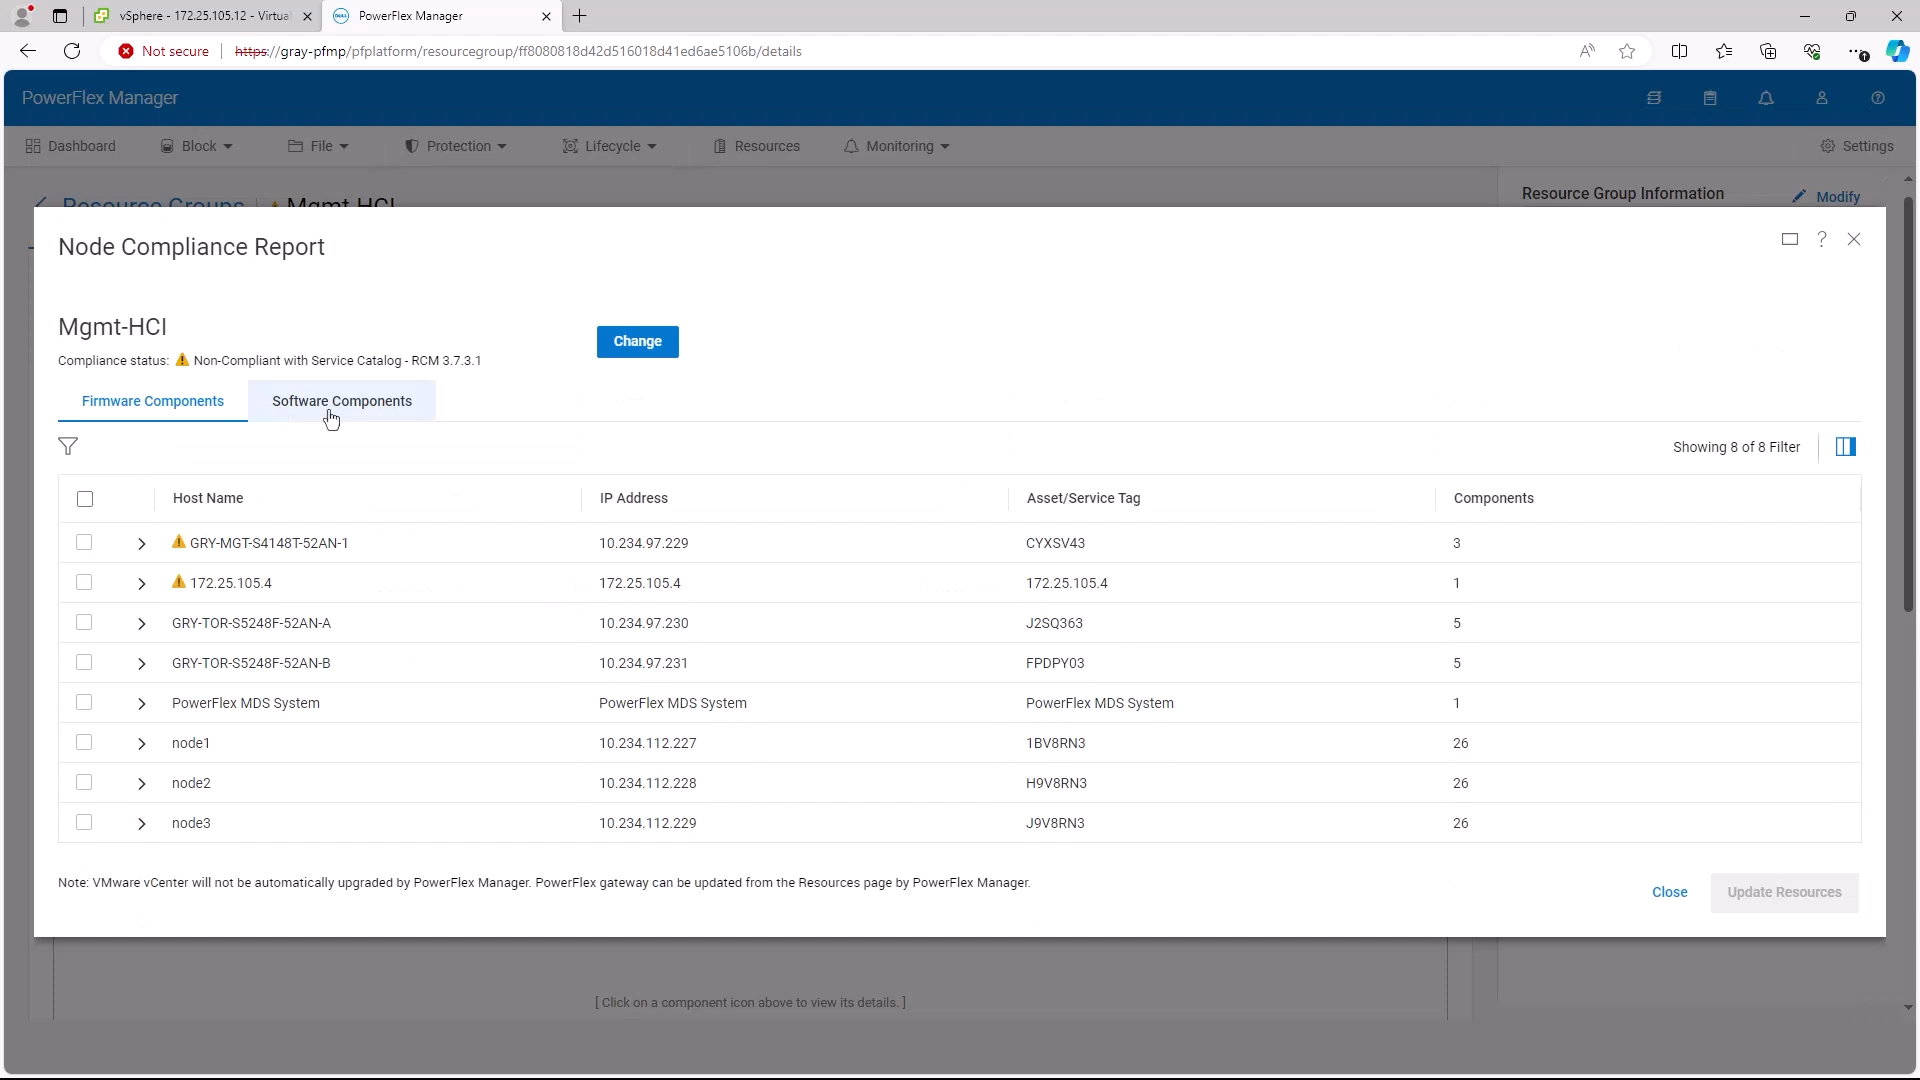 vSphere - 172.25.105.12 - Virtual
PowerFlex Manager
Not secure
https://gray-pfmp/pfplatform/resourcegroup/ff8080818d42d516018d41ed6ae5106b/details
PowerFlex Manager
Dashboard Block File Protection Lifecycle Resources Monitoring Settings
Resource Groups Mgmt-HCI
Resource Group Information Modify
Node Compliance Report
Mgmt-HCI
Change
Compliance status: Non-Compliant with Service Catalog - RCM 3.7.3.1
Firmware Components Software Components
Showing 8 of 8 Filter
Host Name IP Address Asset/Service Tag Components
GRY-MGT-S4148T-52AN-1 10.234.97.229 CYXSV43 3
172.25.105.4 172.25.105.4 172.25.105.4 1
GRY-TOR-S5248F-52AN-A 10.234.97.230 J2SQ363 5
GRY-TOR-S5248F-52AN-B 10.234.97.231 FPDPY03 5
PowerFlex MDS System PowerFlex MDS System PowerFlex MDS System 1
node1 10.234.112.227 1BV8RN3 26
node2 10.234.112.228 H9V8RN3 26
node3 10.234.112.229 J9V8RN3 26
Note: VMware vCenter will not be automatically upgraded by PowerFlex Manager. PowerFlex gateway can be updated from the Resources page by PowerFlex Manager.
Close Update Resources
[ Click on a component icon above to view its details. ]